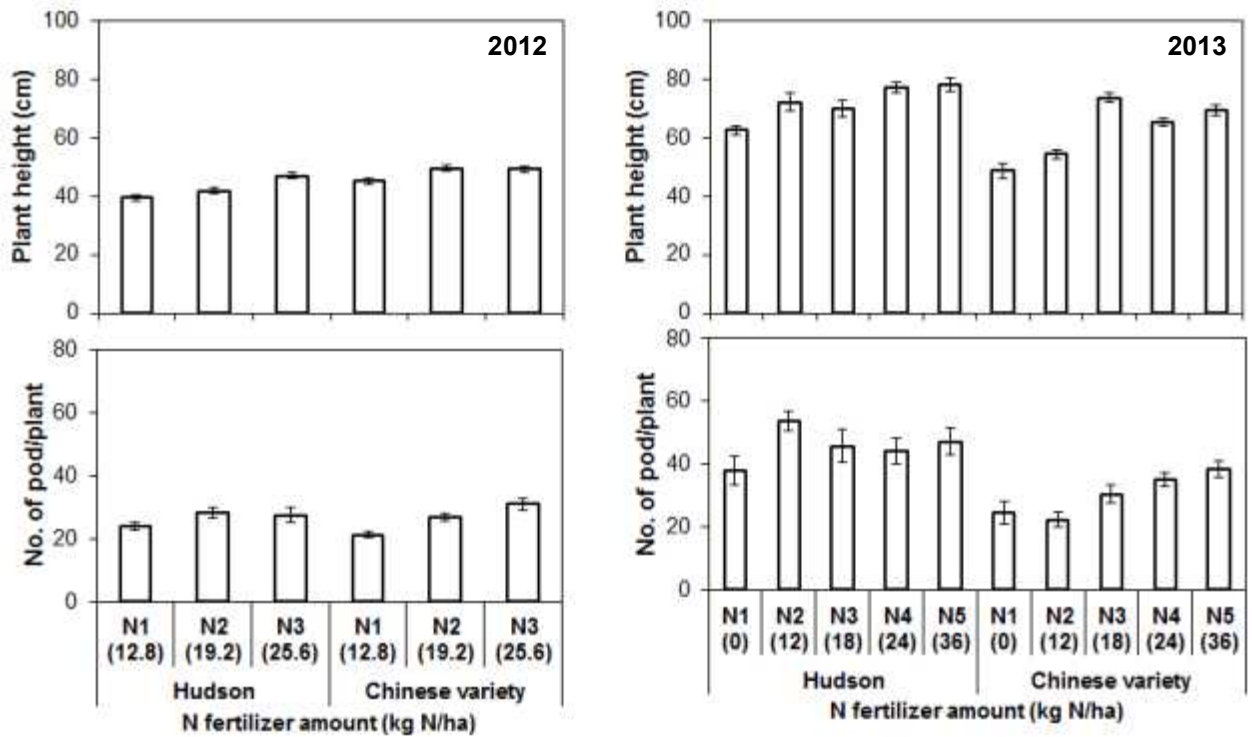 2012
Plant height (cm)
100
80
60
40
20
0
No. of pod/plant
80
60
40
20
0
N1 N2 N3 N1 N2 N3
(12.8) (19.2) (25.6) (12.8) (19.2) (25.6)
Hudson Chinese variety
N fertilizer amount (kg N/ha)
2013
Plant height (cm)
100
80
60
40
20
0
No. of pod/plant
80
60
40
20
0
N1 N2 N3 N4 N5 N1 N2 N3 N4 N5
(0) (12) (18) (24) (36) (0) (12) (18) (24) (36)
Hudson Chinese variety
N fertilizer amount (kg N/ha)